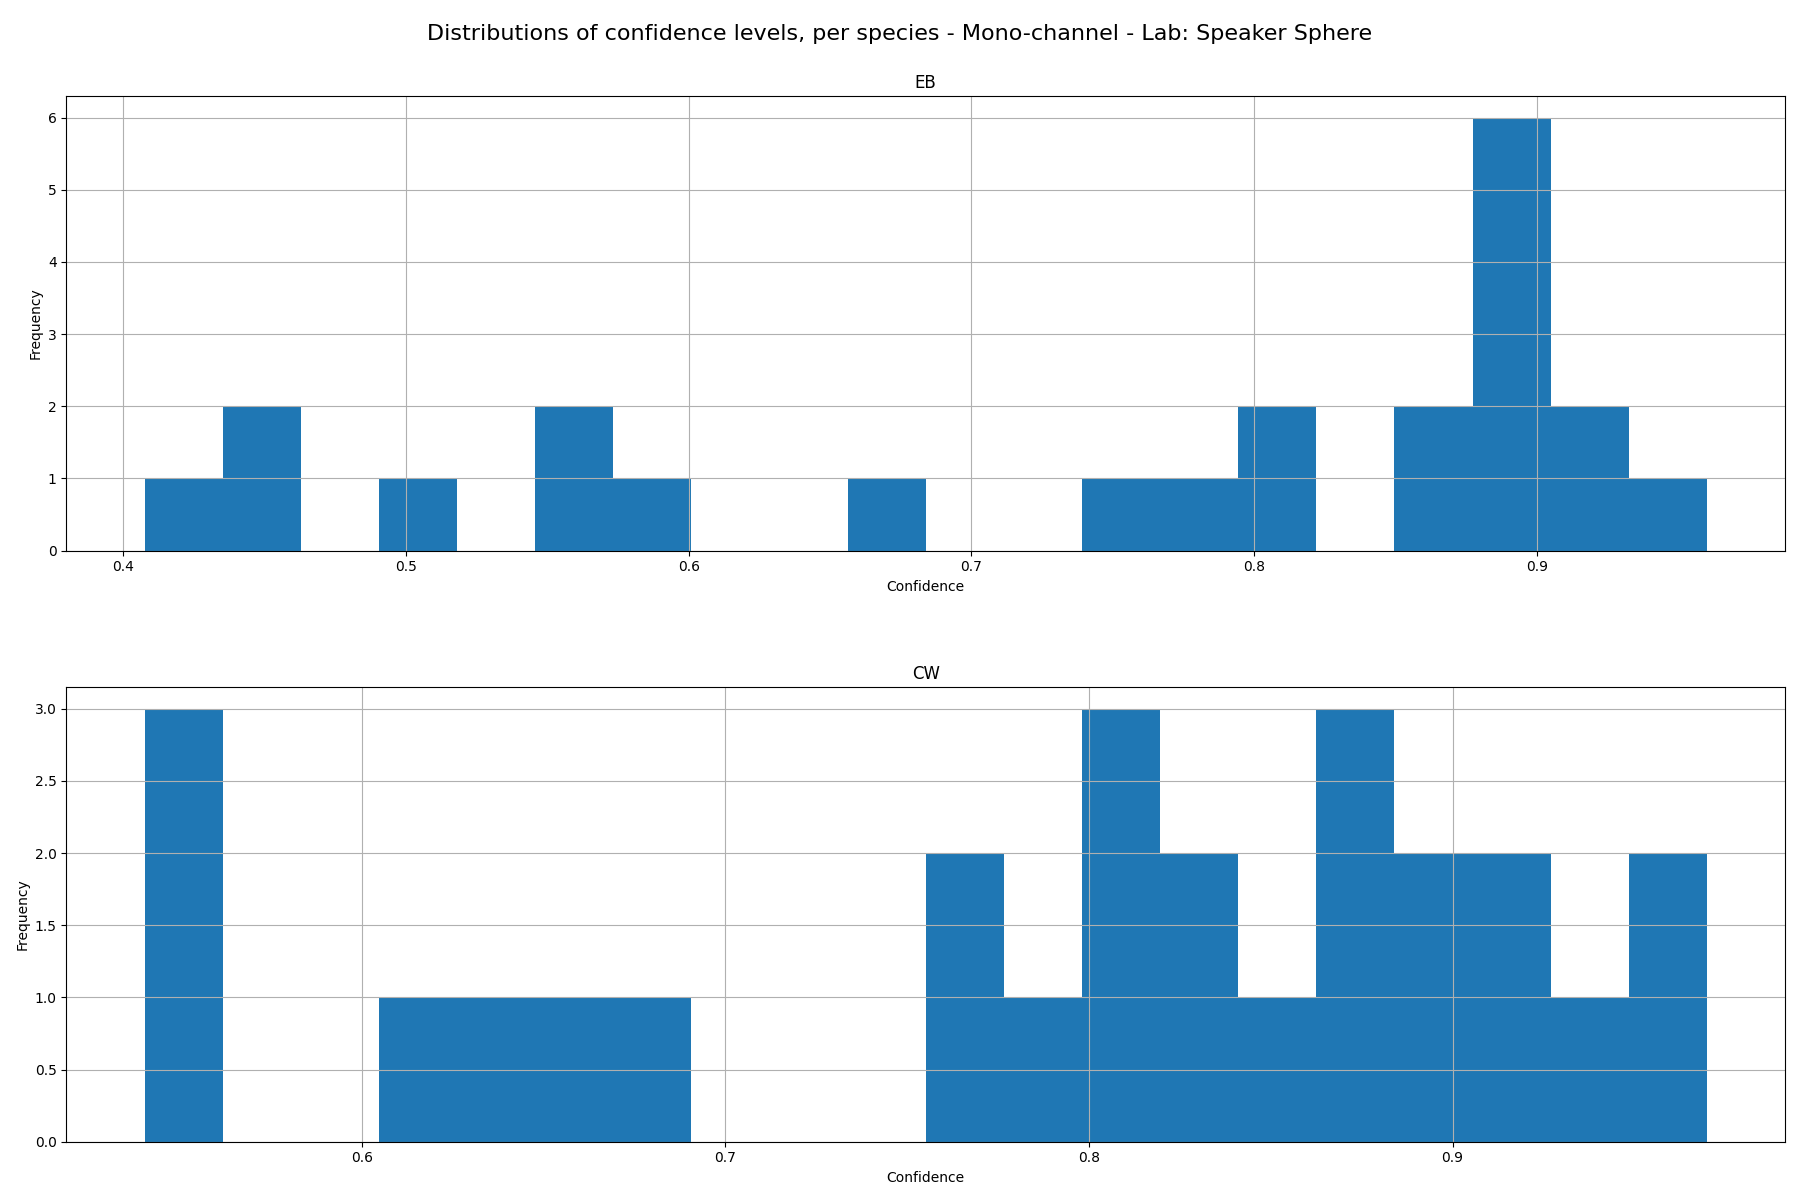 Distributions of confidence levels, per species - Mono-channel - Lab: Speaker Sphere
EB
6
5
4
3
2
1
0
Frequency
0.4 0.5 0.6 0.7 0.8 0.9
Confidence
CW
3.0
2.5
2.0
1.5
1.0
0.5
0.0
Frequency
0.6 0.7 0.8 0.9
Confidence